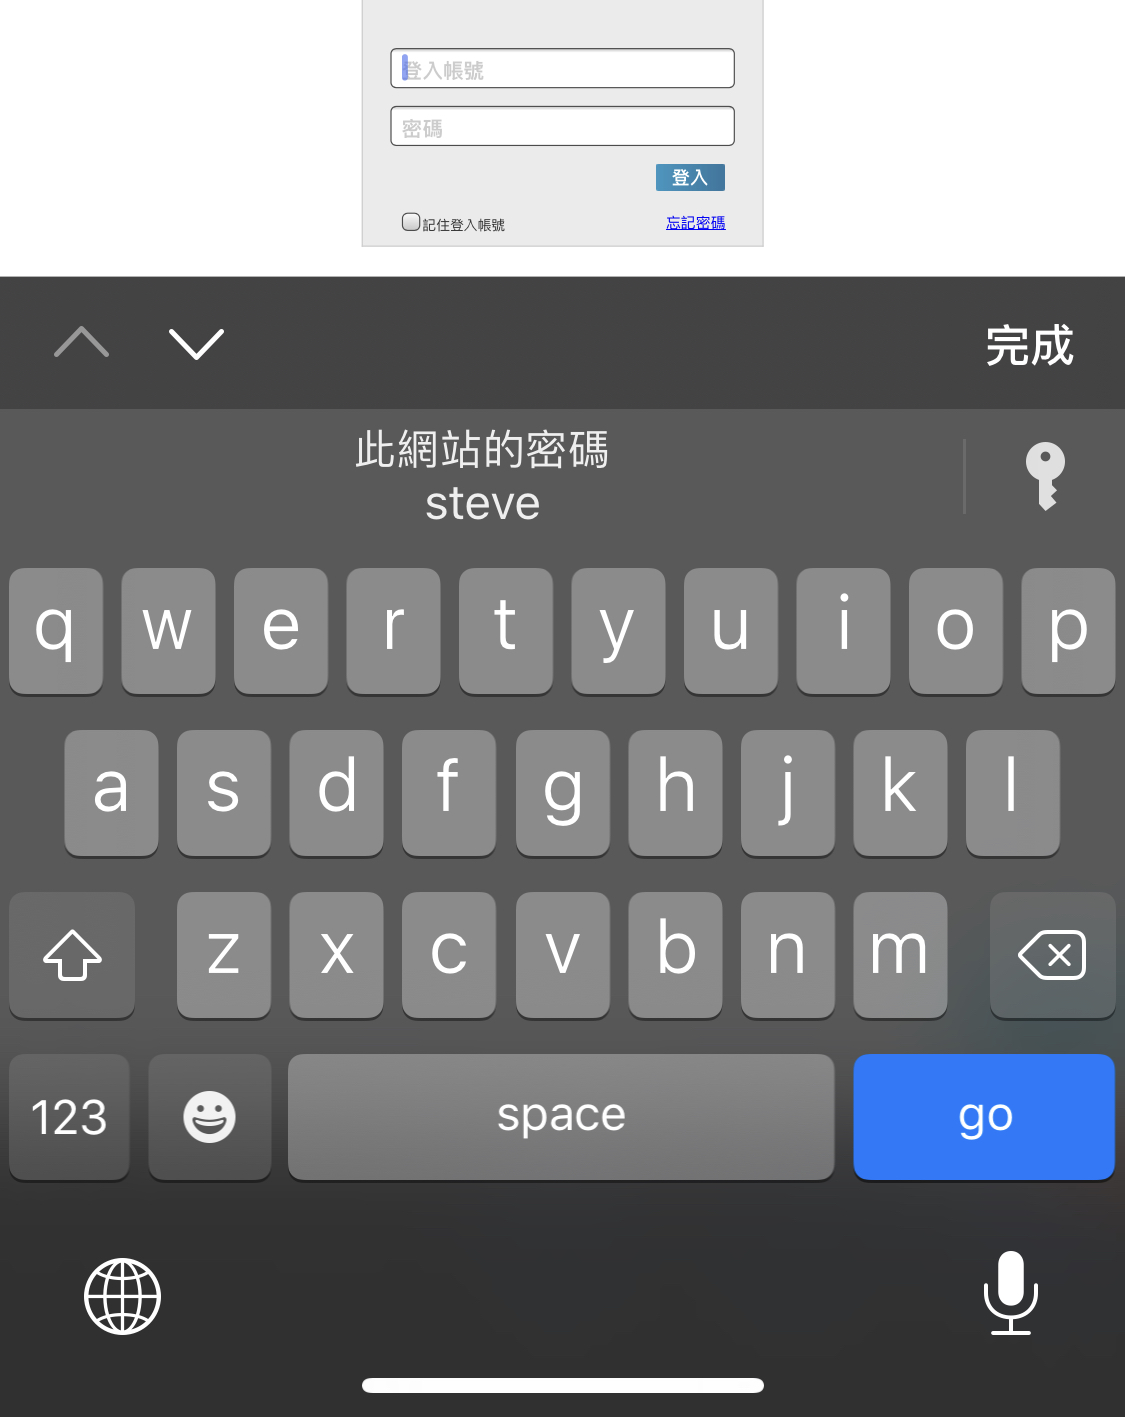 登入帳號
密碼
登入
記住登入帳號 忘記密碼
完成
此網站的密碼
steve
q w e r t y u i o p
a s d f g h j k l
z x c v b n m
123 space go